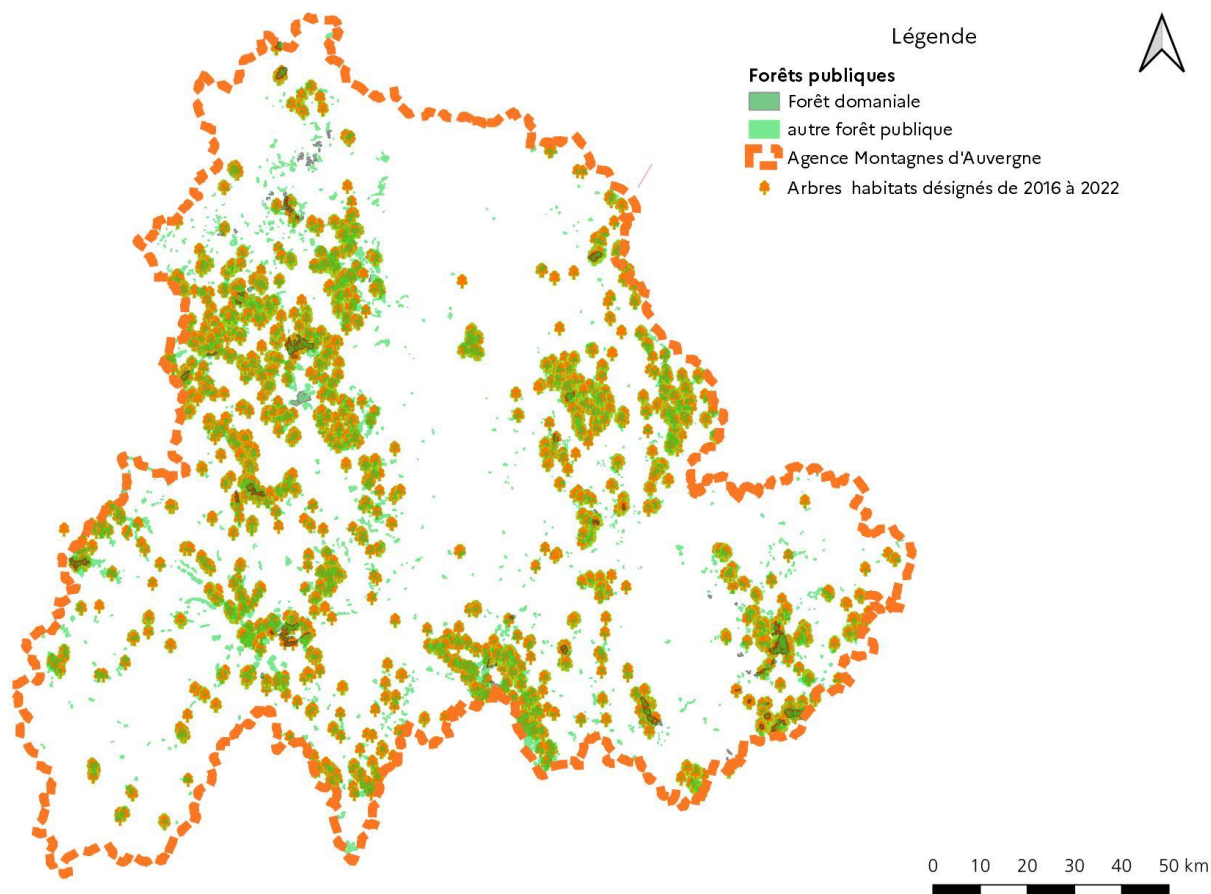 Légende
Forêts publiques
Forêt domaniale
autre forêt publique
Agence Montagnes d'Auvergne
Arbres habitats désignés de 2016 à 2022
0 10 20 30 40 50 km